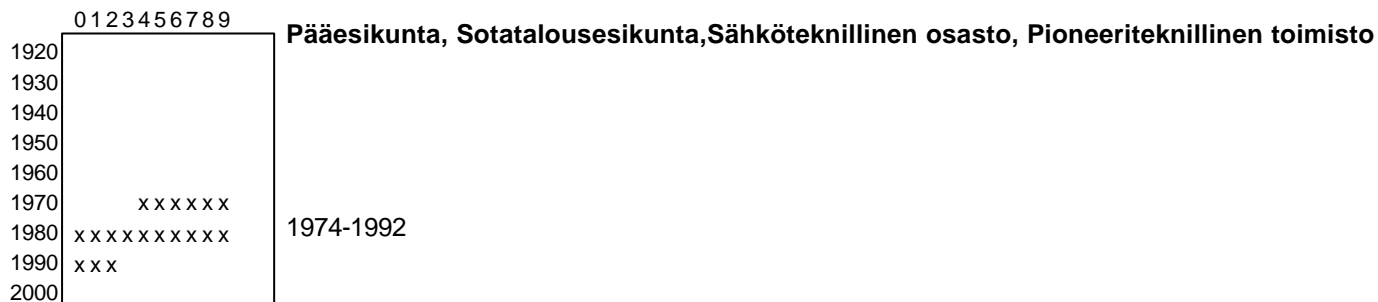 0123456789
Pääesikunta, Sotatalousesikunta,Sähköteknillinen osasto, Pioneeriteknillinen toimisto
1920
1930
1940
1950
1960
1970 xxxxxx
1980 xxxxxxxxxx 1974-1992
1990 xxx
2000